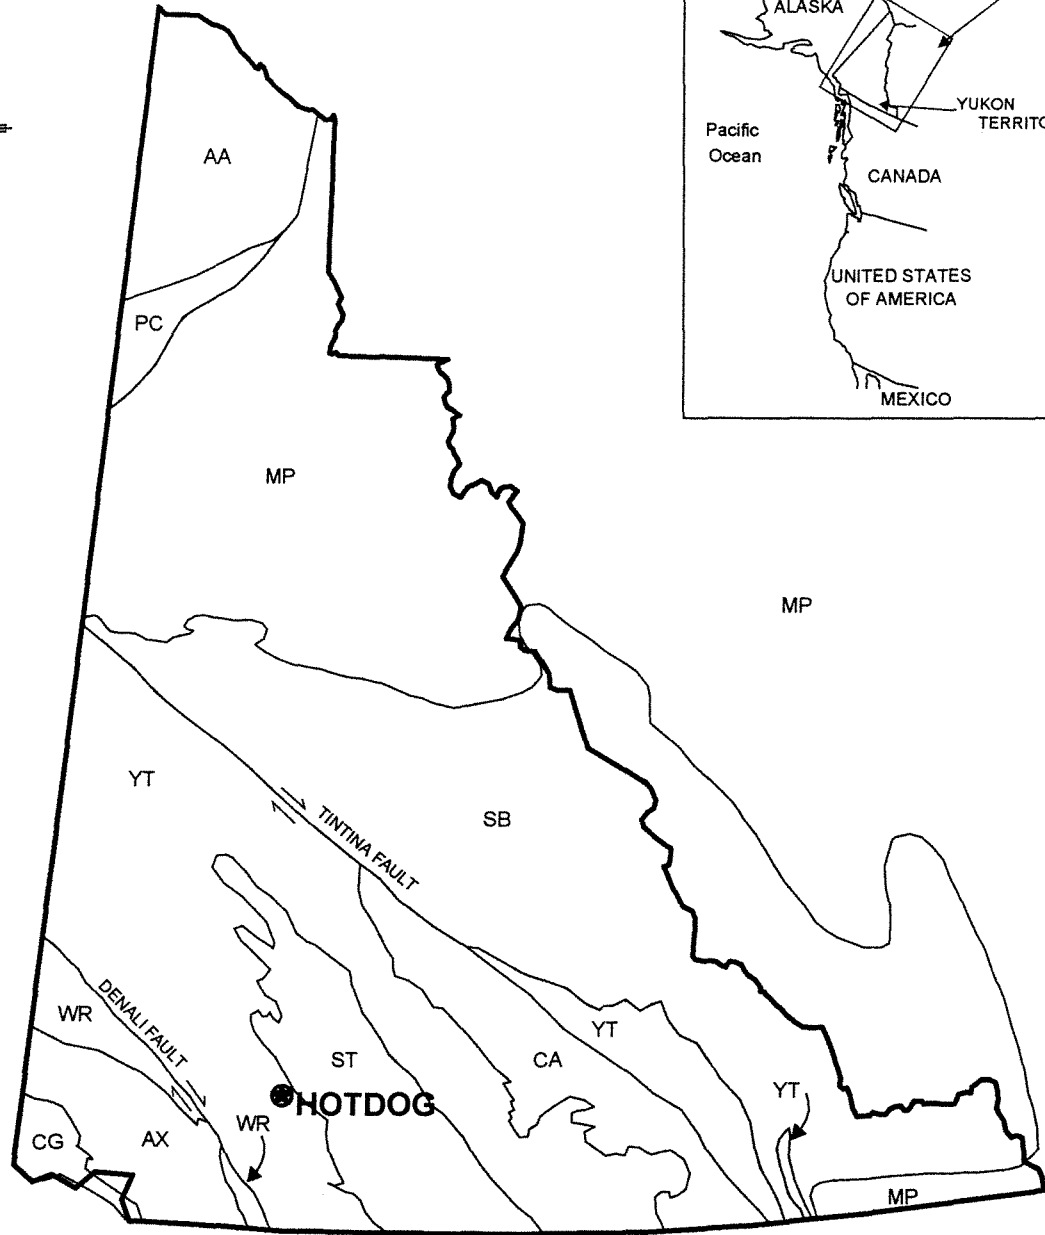 ALASKA
YUKON
TERRITO
Pacific
Ocean
CANADA
UNITED STATES
OF AMERICA
MEXICO
AA
PC
MP
MP
YT
TINTINA FAULT
SB
DENALI FAULT
WR
YT
ST
CA
HOTDOG
YT
WR
CG
AX
MP